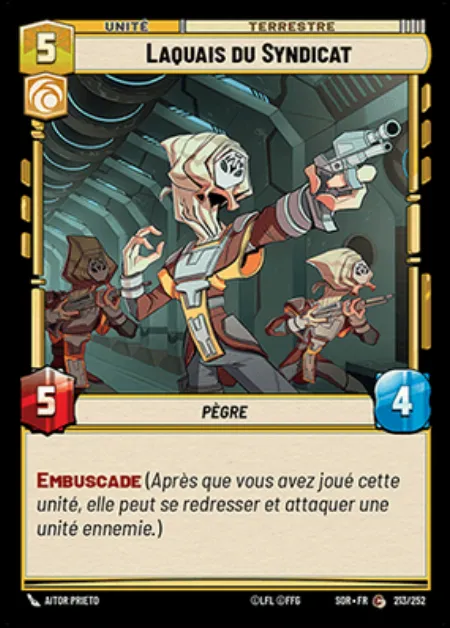 UNITÉ
TERRESTRE
5
LAQUAIS DU SYNDICAT
5
PÈGRE
4
EMBUSCADE (Après que vous avez joué cette
unité, elle peut se redresser et attaquer une
unité ennemie.)
AITOR PRIETO
©LFL ©FFG
SOR•FR
C
213/252